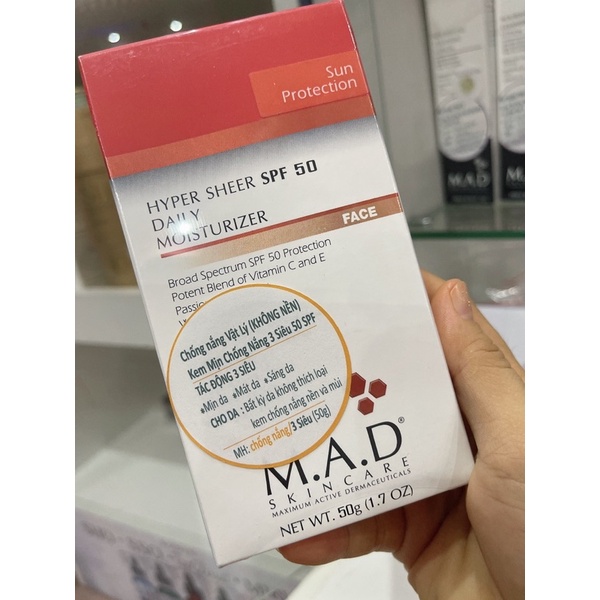 Sun
Protection
HYPER SHEER SPF 50
DAILY
MOISTURIZER
FACE
Broad Spectrum SPF 50 Protection
Potent Blend of Vitamin C and E
Chống nắng Vật Lý (KHÔNG NỀN)
Kem Mịn Chống Nắng 3 Siêu 50 SPF
TÁC ĐỘNG 3 SIÊU
•Mịn da •Mát da •Sáng da
CHO DA : Bất kỳ da không thích loại
kem chống nắng nền và mùi
MH: chống nắng/3 Siêu (50g)
M.A.D®
SKINCARE
MAXIMUM ACTIVE DERMACEUTICALS
NET WT. 50g (1.7 OZ)
M.A.D